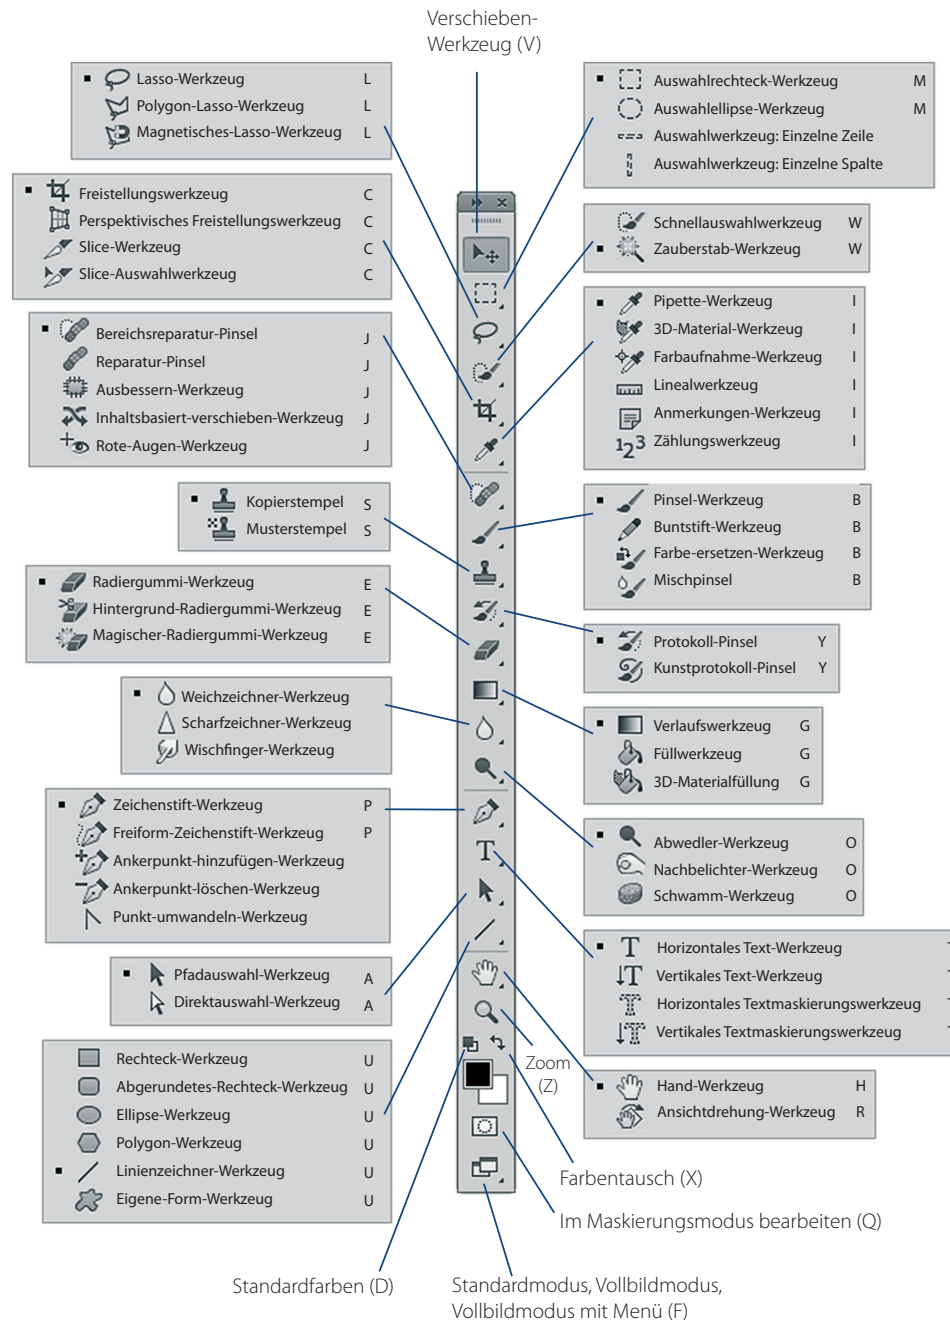 Verschieben-
Werkzeug (V)
Lasso-Werkzeug L
Polygon-Lasso-Werkzeug L
Magnetisches-Lasso-Werkzeug L
Freistellungswerkzeug C
Perspektivisches Freistellungswerkzeug C
Slice-Werkzeug C
Slice-Auswahlwerkzeug C
Bereichsreparatur-Pinsel J
Reparatur-Pinsel J
Ausbessern-Werkzeug J
Inhaltsbasiert-verschieben-Werkzeug J
Rote-Augen-Werkzeug J
Kopierstempel S
Musterstempel S
Radiergummi-Werkzeug E
Hintergrund-Radiergummi-Werkzeug E
Magischer-Radiergummi-Werkzeug E
Weichzeichner-Werkzeug
Scharfzeichner-Werkzeug
Wischfinger-Werkzeug
Zeichenstift-Werkzeug P
Freiform-Zeichenstift-Werkzeug P
Ankerpunkt-hinzufügen-Werkzeug
Ankerpunkt-löschen-Werkzeug
Punkt-umwandeln-Werkzeug
Pfadauswahl-Werkzeug A
Direktauswahl-Werkzeug A
Rechteck-Werkzeug U
Abgerundetes-Rechteck-Werkzeug U
Ellipse-Werkzeug U
Polygon-Werkzeug U
Linienzeichner-Werkzeug U
Eigene-Form-Werkzeug U
Auswahlrechteck-Werkzeug M
Auswahlellipse-Werkzeug M
Auswahlwerkzeug: Einzelne Zeile
Auswahlwerkzeug: Einzelne Spalte
Schnellauswahlwerkzeug W
Zauberstab-Werkzeug W
Pipette-Werkzeug I
3D-Material-Werkzeug I
Farbaufnahme-Werkzeug I
Linealwerkzeug I
Anmerkungen-Werkzeug I
Zählungswerkzeug I
Pinsel-Werkzeug B
Buntstift-Werkzeug B
Farbe-ersetzen-Werkzeug B
Mischpinsel B
Protokoll-Pinsel Y
Kunstprotokoll-Pinsel Y
Verlaufswerkzeug G
Füllwerkzeug G
3D-Materialfüllung G
Abwedler-Werkzeug O
Nachbelichter-Werkzeug O
Schwamm-Werkzeug O
Horizontales Text-Werkzeug
Vertikales Text-Werkzeug
Horizontales Textmaskierungswerkzeug
Vertikales Textmaskierungswerkzeug
Zoom
(Z)
Hand-Werkzeug H
Ansichtdrehung-Werkzeug R
Farbentausch (X)
Im Maskierungsmodus bearbeiten (Q)
Standardfarben (D)
Standardmodus, Vollbildmodus,
Vollbildmodus mit Menü (F)